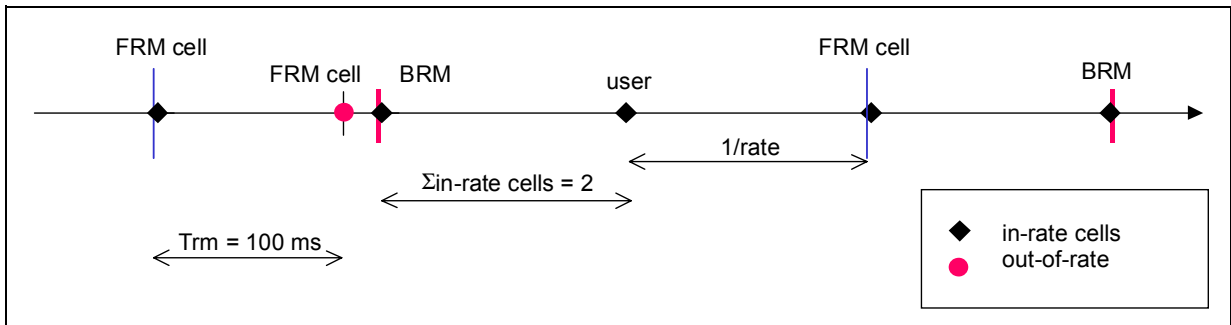 FRM cell
FRM cell
BRM
user
FRM cell
BRM
1/rate
Σin-rate cells = 2
Trm = 100 ms
in-rate cells
out-of-rate